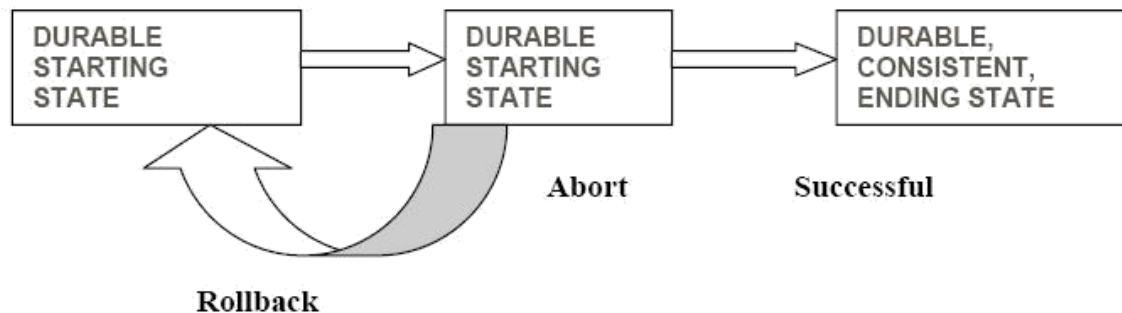 DURABLE
STARTING
STATE
DURABLE
STARTING
STATE
DURABLE,
CONSISTENT,
ENDING STATE
Abort
Successful
Rollback